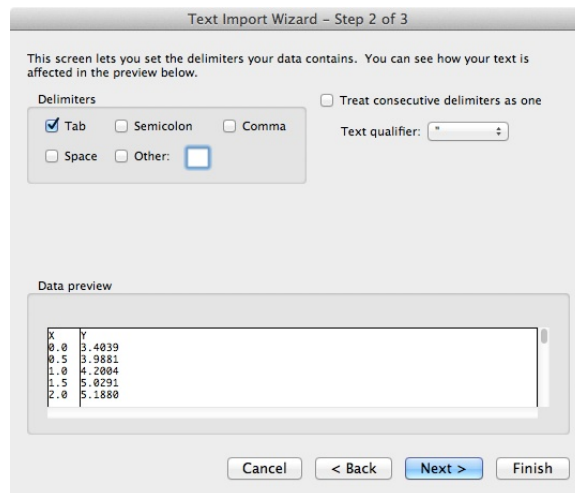 Text Import Wizard – Step 2 of 3
This screen lets you set the delimiters your data contains.  You can see how your text is
affected in the preview below.
Delimiters
Treat consecutive delimiters as one
Tab Semicolon Comma
Text qualifier: "
Space Other:
Data preview
X Y
0.0 3.4039
0.5 3.9881
1.0 4.2004
1.5 5.0291
2.0 5.1880
Cancel < Back Next > Finish